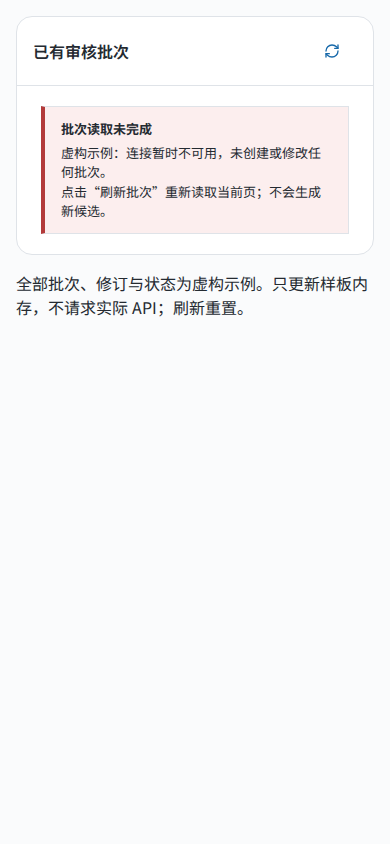 已有审核批次
批次读取未完成
虚构示例：连接暂时不可用，未创建或修改任
何批次。
点击“刷新批次”重新读取当前页；不会生成
新候选。
全部批次、修订与状态为虚构示例。只更新样板内
存，不请求实际 API；刷新重置。